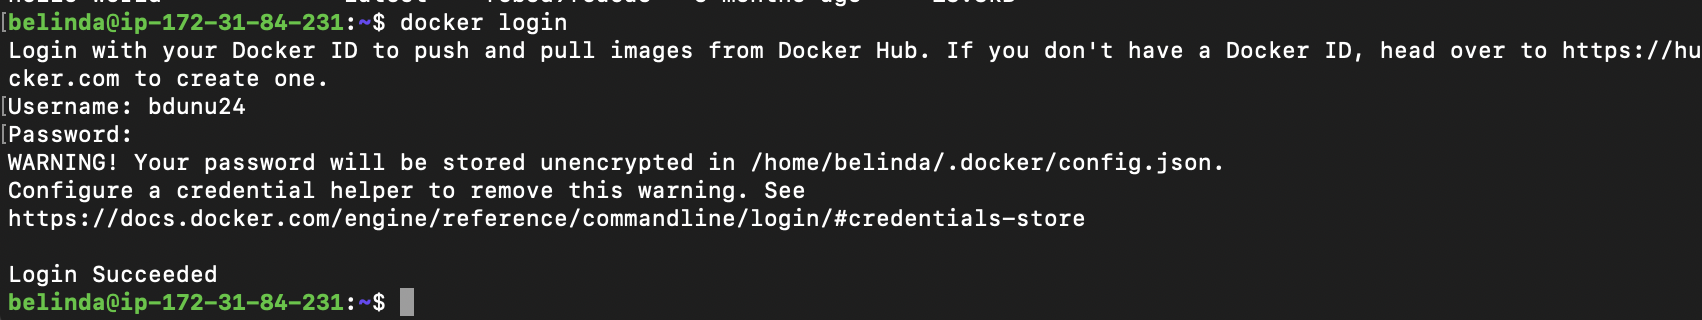 belinda@ip-172-31-84-231:~$ docker login
Login with your Docker ID to push and pull images from Docker Hub. If you don't have a Docker ID, head over to https://hu
cker.com to create one.
Username: bdunu24
Password:
WARNING! Your password will be stored unencrypted in /home/belinda/.docker/config.json.
Configure a credential helper to remove this warning. See
https://docs.docker.com/engine/reference/commandline/login/#credentials-store
Login Succeeded
belinda@ip-172-31-84-231:~$